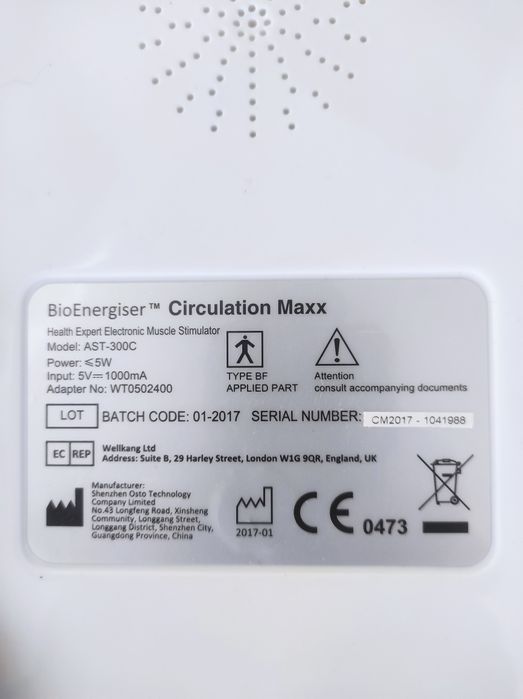 BioEnergiser™ Circulation Maxx
Health Expert Electronic Muscle Stimulator
Model: AST-300C
Power: ≤5W
Input: 5V⎓1000mA
Adapter No: WT0502400
TYPE BF
APPLIED PART
Attention
consult accompanying documents
LOT BATCH CODE: 01-2017 SERIAL NUMBER: CM2017 - 1041988
EC REP
Wellkang Ltd
Address: Suite B, 29 Harley Street, London W1G 9QR, England, UK
Manufacturer:
Shenzhen Osto Technology
Company Limited
No.43 Longfeng Road, Xinsheng
Community, Longgang Street,
Longgang District, Shenzhen City,
Guangdong Province, China
2017-01
CE 0473